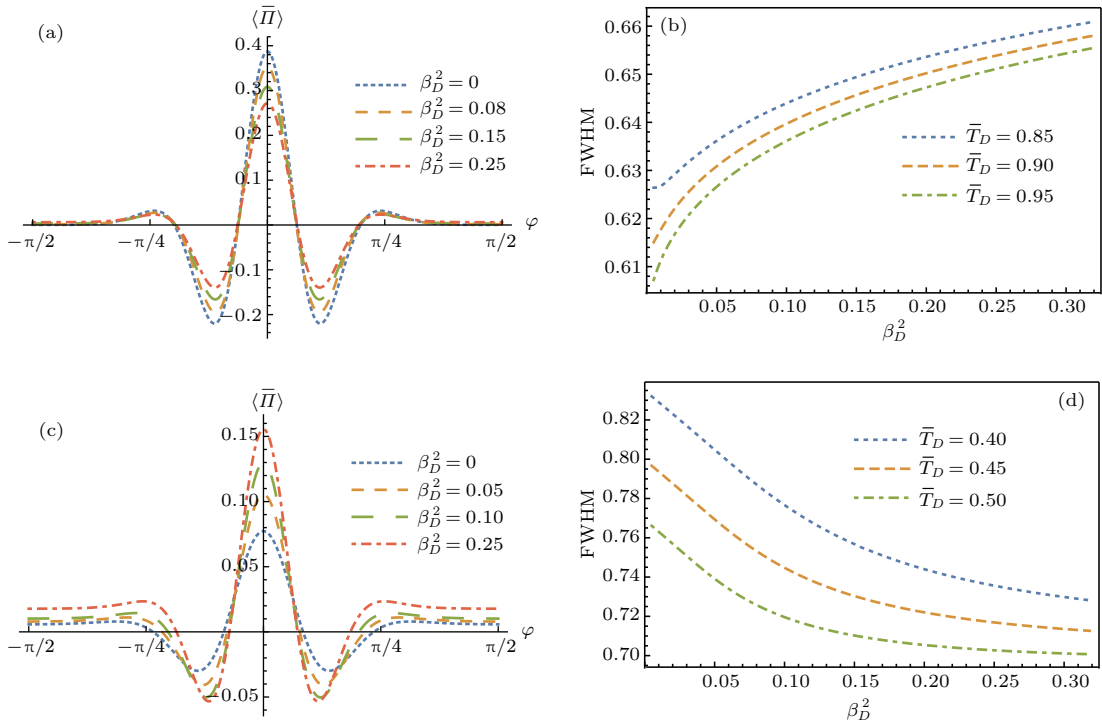 (a)
⟨Π̅⟩
0.4
0.3
0.2
0.1
-0.1
-0.2
−π/2
−π/4
π/4
π/2
φ
β_D^2 = 0
β_D^2 = 0.08
β_D^2 = 0.15
β_D^2 = 0.25
(b)
FWHM
0.66
0.65
0.64
0.63
0.62
0.61
0.05
0.10
0.15
0.20
0.25
0.30
β_D^2
T̅_D = 0.85
T̅_D = 0.90
T̅_D = 0.95
(c)
⟨Π̅⟩
0.15
0.10
0.05
−0.05
−π/2
−π/4
π/4
π/2
φ
β_D^2 = 0
β_D^2 = 0.05
β_D^2 = 0.10
β_D^2 = 0.25
(d)
FWHM
0.82
0.80
0.78
0.76
0.74
0.72
0.70
0.05
0.10
0.15
0.20
0.25
0.30
β_D^2
T̅_D = 0.40
T̅_D = 0.45
T̅_D = 0.50